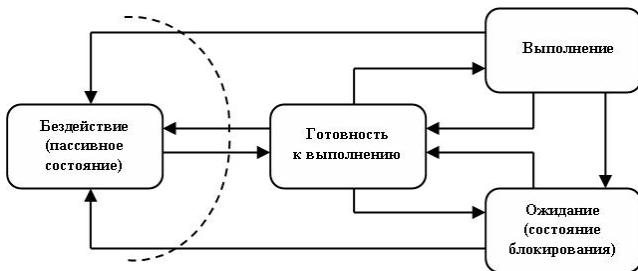 Выполнение
Бездействие
(пассивное
состояние)
Готовность
к выполнению
Ожидание
(состояние
блокирования)